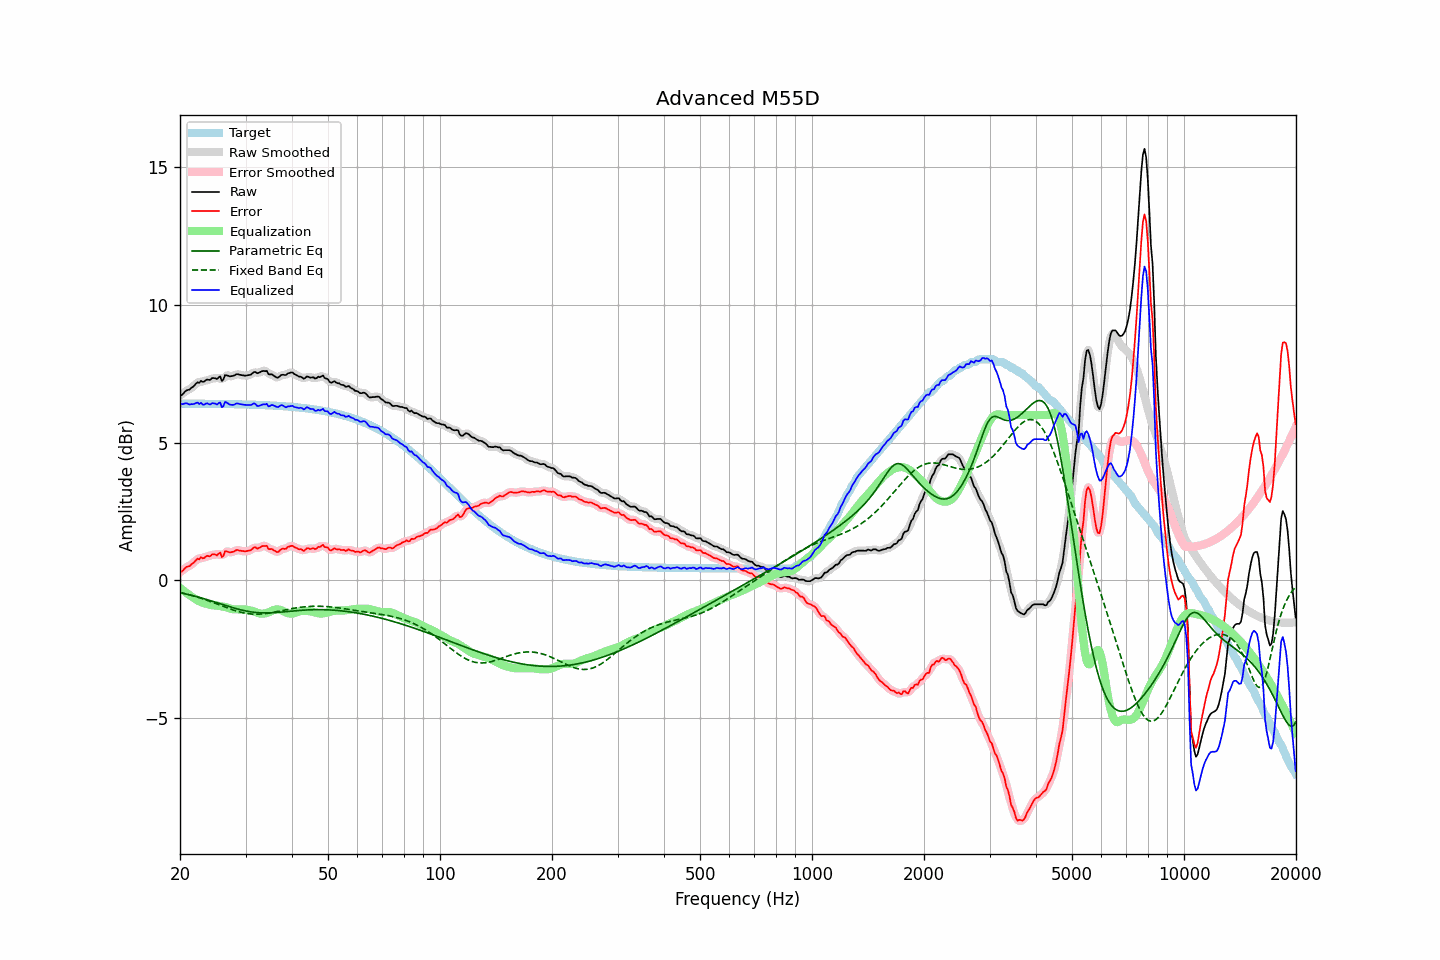 Advanced M55D
Target
Raw Smoothed
Error Smoothed
Raw
Error
Equalization
Parametric Eq
Fixed Band Eq
Equalized
Amplitude (dBr)
15
10
5
0
−5
20
50
100
200
500
1000
2000
5000
10000
20000
Frequency (Hz)